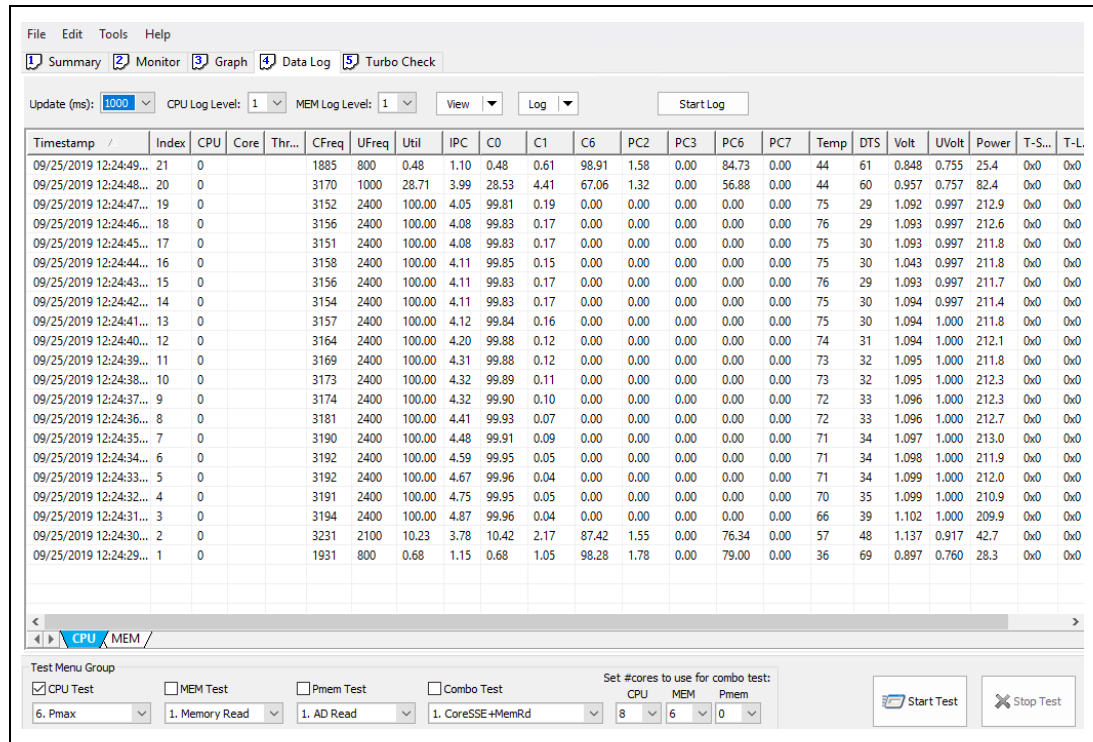 File Edit Tools Help
1 Summary 2 Monitor 3 Graph 4 Data Log 5 Turbo Check
Update (ms): 1000 CPU Log Level: 1 MEM Log Level: 1 View Log Start Log
Timestamp Index CPU Core Thr... CFreq UFreq Util IPC C0 C1 C6 PC2 PC3 PC6 PC7 Temp DTS Volt UVolt Power T-S... T-L.
09/25/2019 12:24:49... 21 0 1885 800 0.48 1.10 0.48 0.61 98.91 1.58 0.00 84.73 0.00 44 61 0.848 0.755 25.4 0x0 0x0
09/25/2019 12:24:48... 20 0 3170 1000 28.71 3.99 28.53 4.41 67.06 1.32 0.00 56.88 0.00 44 60 0.957 0.757 82.4 0x0 0x0
09/25/2019 12:24:47... 19 0 3152 2400 100.00 4.05 99.81 0.19 0.00 0.00 0.00 0.00 0.00 75 29 1.092 0.997 212.9 0x0 0x0
09/25/2019 12:24:46... 18 0 3156 2400 100.00 4.08 99.83 0.17 0.00 0.00 0.00 0.00 0.00 76 29 1.093 0.997 212.6 0x0 0x0
09/25/2019 12:24:45... 17 0 3151 2400 100.00 4.08 99.83 0.17 0.00 0.00 0.00 0.00 0.00 75 30 1.093 0.997 211.8 0x0 0x0
09/25/2019 12:24:44... 16 0 3158 2400 100.00 4.11 99.85 0.15 0.00 0.00 0.00 0.00 0.00 75 30 1.043 0.997 211.8 0x0 0x0
09/25/2019 12:24:43... 15 0 3156 2400 100.00 4.11 99.83 0.17 0.00 0.00 0.00 0.00 0.00 76 29 1.093 0.997 211.7 0x0 0x0
09/25/2019 12:24:42... 14 0 3154 2400 100.00 4.11 99.83 0.17 0.00 0.00 0.00 0.00 0.00 75 30 1.094 0.997 211.4 0x0 0x0
09/25/2019 12:24:41... 13 0 3157 2400 100.00 4.12 99.84 0.16 0.00 0.00 0.00 0.00 0.00 75 30 1.094 1.000 211.8 0x0 0x0
09/25/2019 12:24:40... 12 0 3164 2400 100.00 4.20 99.88 0.12 0.00 0.00 0.00 0.00 0.00 74 31 1.094 1.000 212.1 0x0 0x0
09/25/2019 12:24:39... 11 0 3169 2400 100.00 4.31 99.88 0.12 0.00 0.00 0.00 0.00 0.00 73 32 1.095 1.000 211.8 0x0 0x0
09/25/2019 12:24:38... 10 0 3173 2400 100.00 4.32 99.89 0.11 0.00 0.00 0.00 0.00 0.00 73 32 1.095 1.000 212.3 0x0 0x0
09/25/2019 12:24:37... 9 0 3174 2400 100.00 4.32 99.90 0.10 0.00 0.00 0.00 0.00 0.00 72 33 1.096 1.000 212.3 0x0 0x0
09/25/2019 12:24:36... 8 0 3181 2400 100.00 4.41 99.93 0.07 0.00 0.00 0.00 0.00 0.00 72 33 1.096 1.000 212.7 0x0 0x0
09/25/2019 12:24:35... 7 0 3190 2400 100.00 4.48 99.91 0.09 0.00 0.00 0.00 0.00 0.00 71 34 1.097 1.000 213.0 0x0 0x0
09/25/2019 12:24:34... 6 0 3192 2400 100.00 4.59 99.95 0.05 0.00 0.00 0.00 0.00 0.00 71 34 1.098 1.000 211.9 0x0 0x0
09/25/2019 12:24:33... 5 0 3192 2400 100.00 4.67 99.96 0.04 0.00 0.00 0.00 0.00 0.00 71 34 1.099 1.000 212.0 0x0 0x0
09/25/2019 12:24:32... 4 0 3191 2400 100.00 4.75 99.95 0.05 0.00 0.00 0.00 0.00 0.00 70 35 1.099 1.000 210.9 0x0 0x0
09/25/2019 12:24:31... 3 0 3194 2400 100.00 4.87 99.96 0.04 0.00 0.00 0.00 0.00 0.00 66 39 1.102 1.000 209.9 0x0 0x0
09/25/2019 12:24:30... 2 0 3231 2100 10.23 3.78 10.42 2.17 87.42 1.55 0.00 76.34 0.00 57 48 1.137 0.917 42.7 0x0 0x0
09/25/2019 12:24:29... 1 0 1931 800 0.68 1.15 0.68 1.05 98.28 1.78 0.00 79.00 0.00 36 69 0.897 0.760 28.3 0x0 0x0
CPU MEM
Test Menu Group
Set #cores to use for combo test:
CPU Test MEM Test Pmem Test Combo Test CPU MEM Pmem
6. Pmax 1. Memory Read 1. AD Read 1. CoreSSE+MemRd 8 6 0 Start Test Stop Test